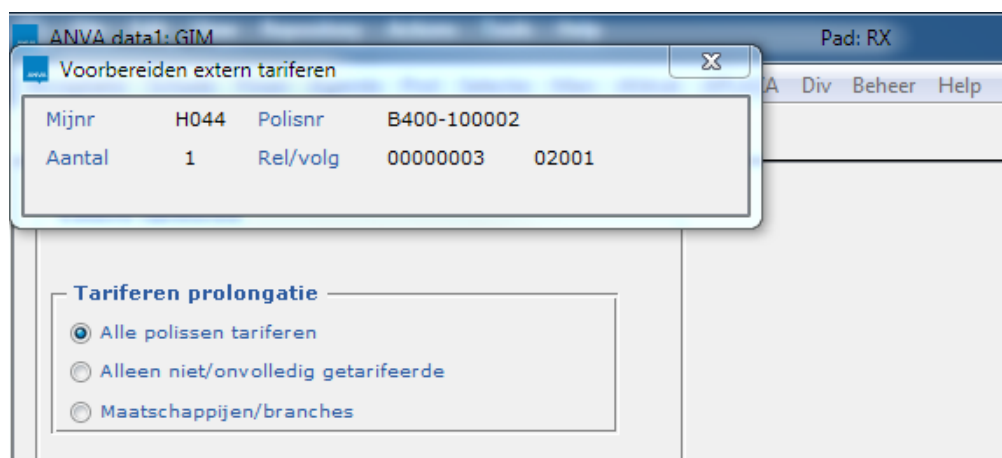 ANVA data1: GIM Pad: RX
Voorbereiden extern tariferen
A Div Beheer Help
Mijnr H044 Polisnr B400-100002
Aantal 1 Rel/volg 00000003 02001
Tariferen prolongatie
Alle polissen tariferen
Alleen niet/onvolledig getarifeerde
Maatschappijen/branches